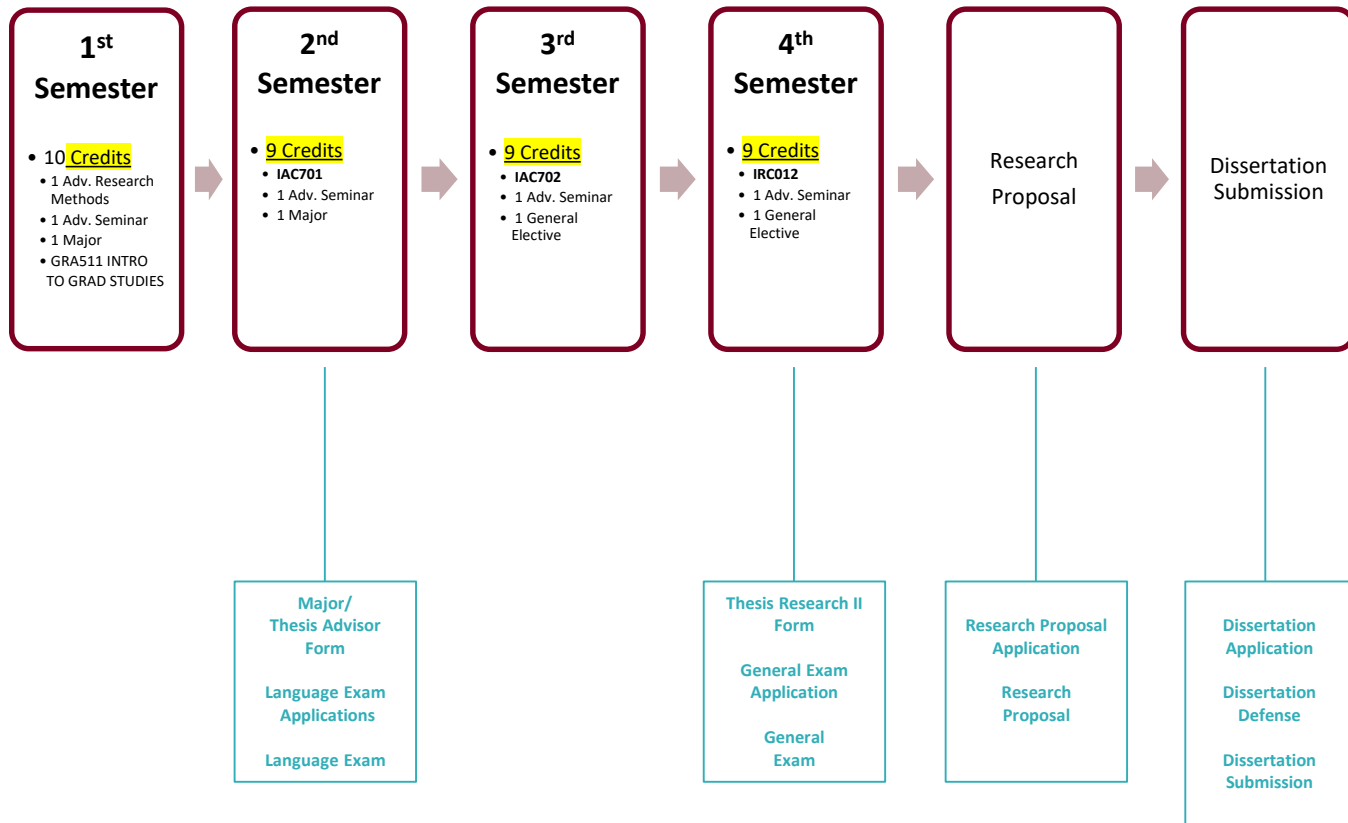 1st
Semester
• 10 Credits
• 1 Adv. Research
Methods
• 1 Adv. Seminar
• 1 Major
• GRA511 INTRO
TO GRAD STUDIES
2nd
Semester
• 9 Credits
• IAC701
• 1 Adv. Seminar
• 1 Major
3rd
Semester
• 9 Credits
• IAC702
• 1 Adv. Seminar
• 1 General
Elective
4th
Semester
• 9 Credits
• IRC012
• 1 Adv. Seminar
• 1 General
Elective
Research
Proposal
Dissertation
Submission
Major/
Thesis Advisor
Form
Language Exam
Applications
Language Exam
Thesis Research II
Form
General Exam
Application
General
Exam
Research Proposal
Application
Research
Proposal
Dissertation
Application
Dissertation
Defense
Dissertation
Submission